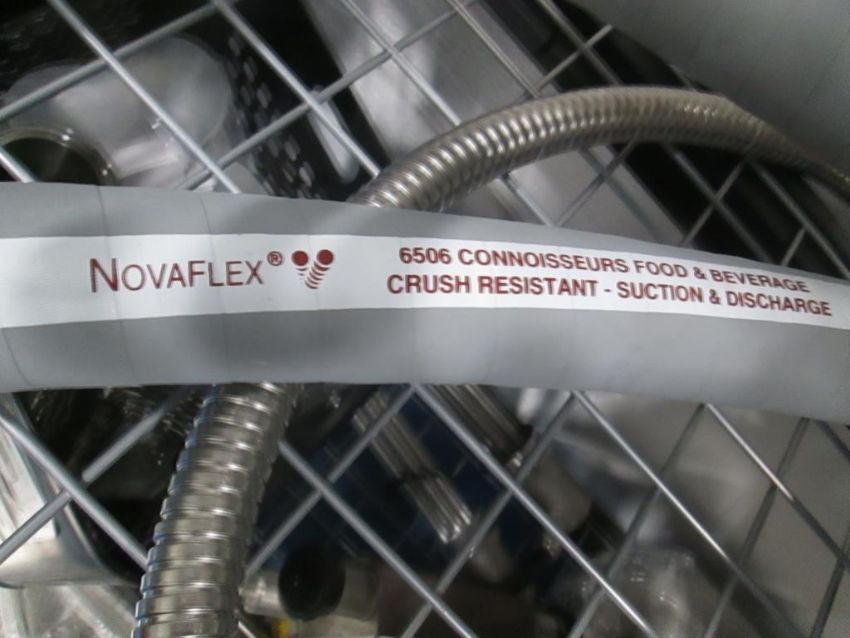 NOVAFLEX®
6506 CONNOISSEURS FOOD & BEVERAGE
CRUSH RESISTANT - SUCTION & DISCHARGE